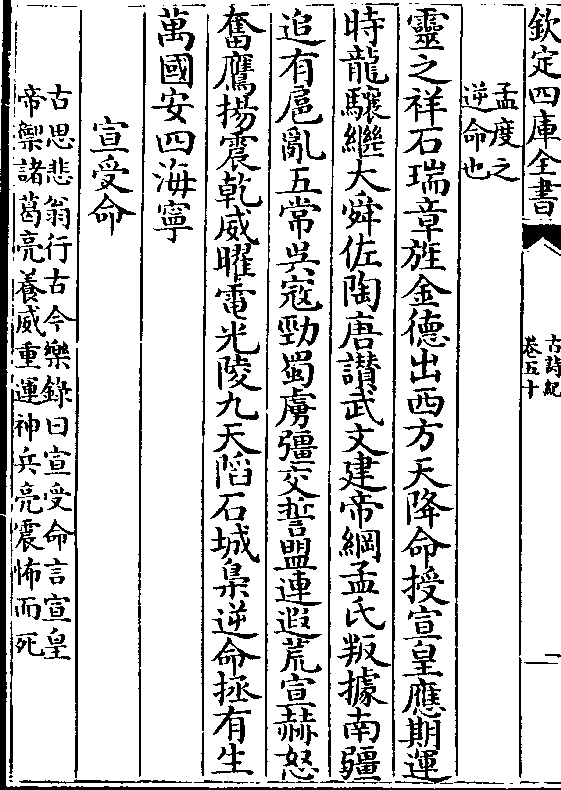 欽定四庫全書
古詩紀
卷五十
一
孟度之
逆命也
靈之祥石瑞章旌金德出西方天降命授宣皇應期運
時龍驤繼大舜佐陶唐讃武文建帝綱孟氏叛據南疆
追有扈亂五常吳寇勁蜀虜彊交誓盟連遐荒宣赫怒
奮鷹揚震乾威曜電光陵九天陷石城梟逆命拯有生
萬國安四海寧
宣受命
古思悲翁行古今樂錄曰宣受命言宣皇
帝禦諸葛亮養威重運神兵亮震怖而死